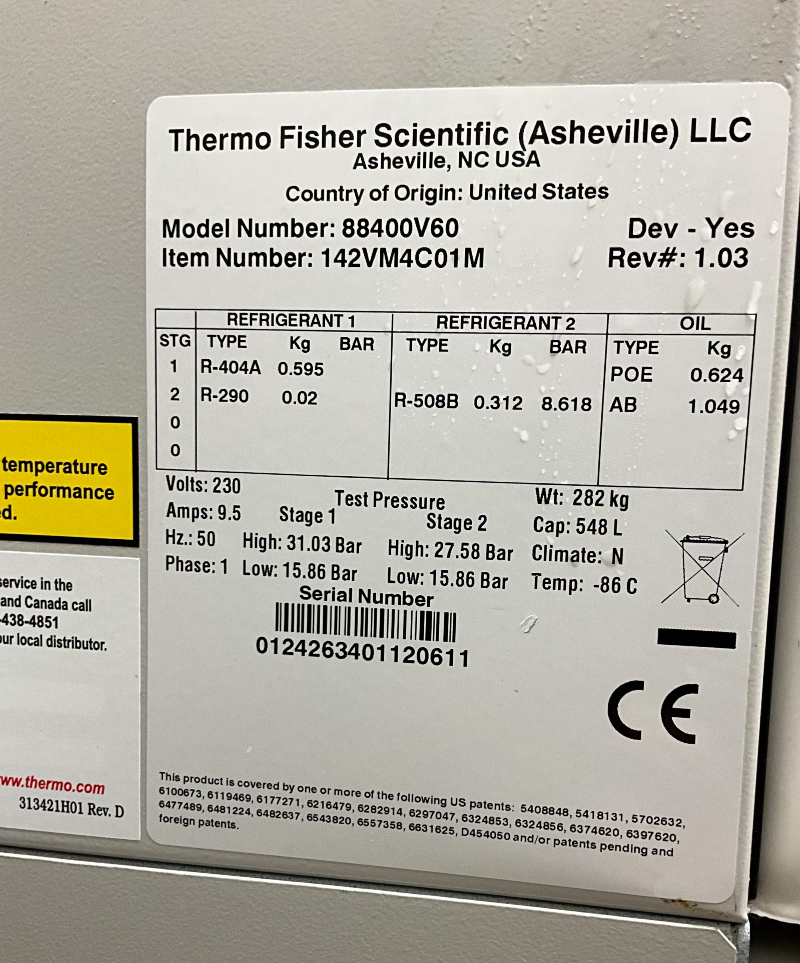 Thermo Fisher Scientific (Asheville) LLC
Asheville, NC USA
Country of Origin: United States
Model Number: 88400V60 Dev - Yes
Item Number: 142VM4C01M Rev#: 1.03
REFRIGERANT 1 REFRIGERANT 2 OIL
STG TYPE Kg BAR TYPE Kg BAR TYPE Kg
1 R-404A 0.595 POE 0.624
2 R-290 0.02 R-508B 0.312 8.618 AB 1.049
0
0
Volts: 230 Test Pressure Wt: 282 kg
Amps: 9.5 Stage 1 Stage 2 Cap: 548 L
Hz.: 50 High: 31.03 Bar High: 27.58 Bar Climate: N
Phase: 1 Low: 15.86 Bar Low: 15.86 Bar Temp: -86 C
Serial Number
0124263401120611
CE
This product is covered by one or more of the following US patents: 5408848, 5418131, 5702632,
6100673, 6119469, 6177271, 6216479, 6282914, 6297047, 6324853, 6324856, 6374620, 6397620,
6477489, 6481224, 6482637, 6543820, 6557358, 6631625, D454050 and/or patents pending and
foreign patents.
temperature
performance
d.
service in the
and Canada call
-438-4851
ur local distributor.
ww.thermo.com
313421H01 Rev. D